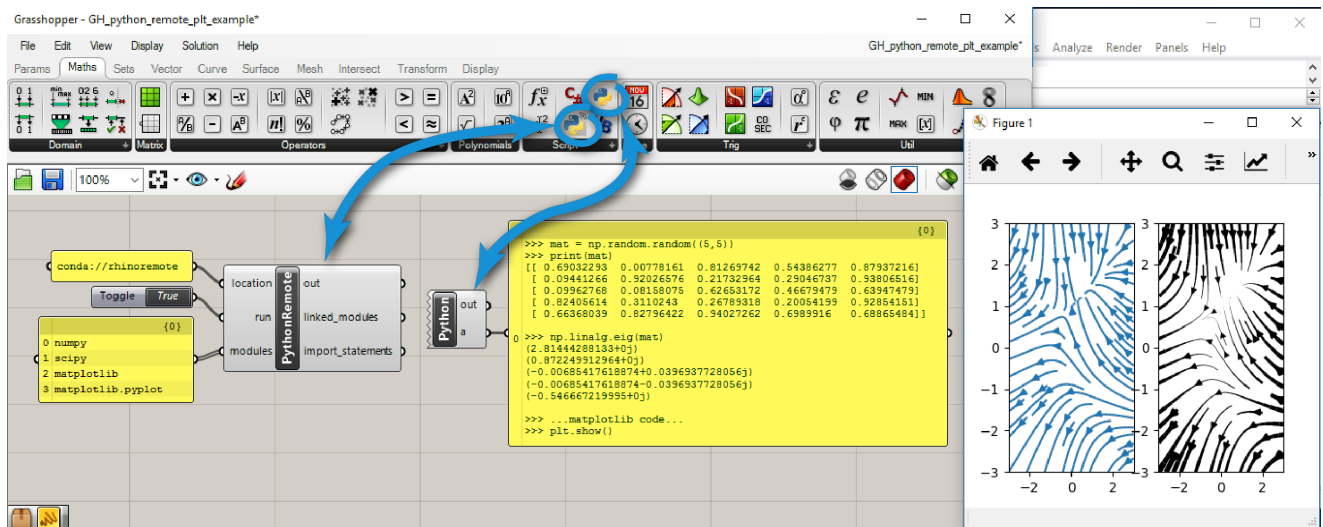 Grasshopper - GH_python_remote_plt_example*
File Edit View Display Solution Help
GH_python_remote_plt_example*
Analyze Render Panels Help
Params Maths Sets Vector Curve Surface Mesh Intersect Transform Display
Domain Matrix Operators Polynomials Script Trig Util
100%
conda://rhinoremote
Toggle True
{0}
0 numpy
1 scipy
2 matplotlib
3 matplotlib.pyplot
location
run
modules
PythonRemote
out
linked_modules
import_statements
Python
out
a
{0}
0
>>> mat = np.random.random((5,5))
>>> print(mat)
[[ 0.69032293 0.00778161 0.81269742 0.54386277 0.87937216]
[ 0.09441266 0.92026576 0.21732964 0.29046737 0.93806516]
[ 0.09962768 0.08158075 0.62653172 0.46679479 0.63947479]
[ 0.82405614 0.3110243 0.26789318 0.20054199 0.92854151]
[ 0.66368039 0.82796422 0.94027262 0.6989916 0.68865484]]
>>> np.linalg.eig(mat)
(2.81444288133+0j)
(0.872249912964+0j)
(-0.00685417618874+0.0396937728056j)
(-0.00685417618874-0.0396937728056j)
(-0.546667219995+0j)
>>> ...matplotlib code...
>>> plt.show()
Figure 1
3 3
2 2
1 1
0 0
−1 −1
−2 −2
−3 −3
−2 0 2 −2 0 2